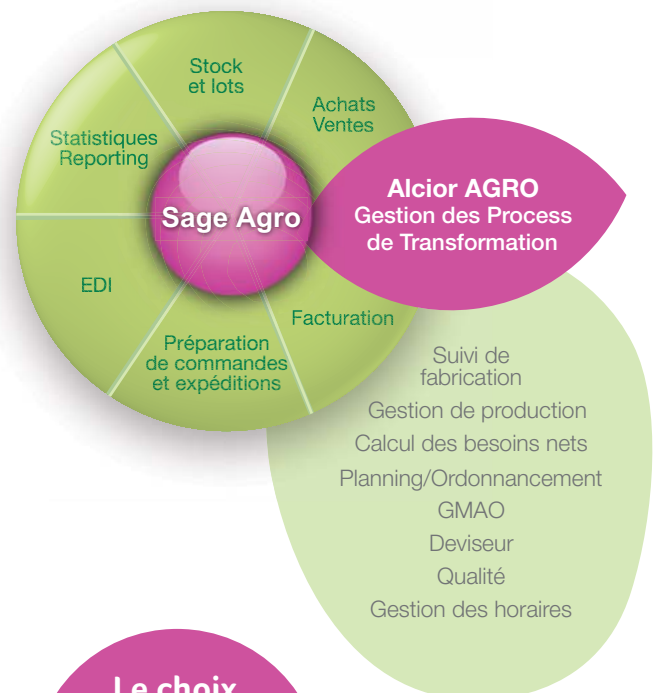 Stock
et lots
Achats
Ventes
Statistiques
Reporting
Sage Agro
Alcior AGRO
Gestion des Process
de Transformation
EDI
Facturation
Préparation
de commandes
et expéditions
Suivi de
fabrication
Gestion de production
Calcul des besoins nets
Planning/Ordonnancement
GMAO
Deviseur
Qualité
Gestion des horaires
Le choix